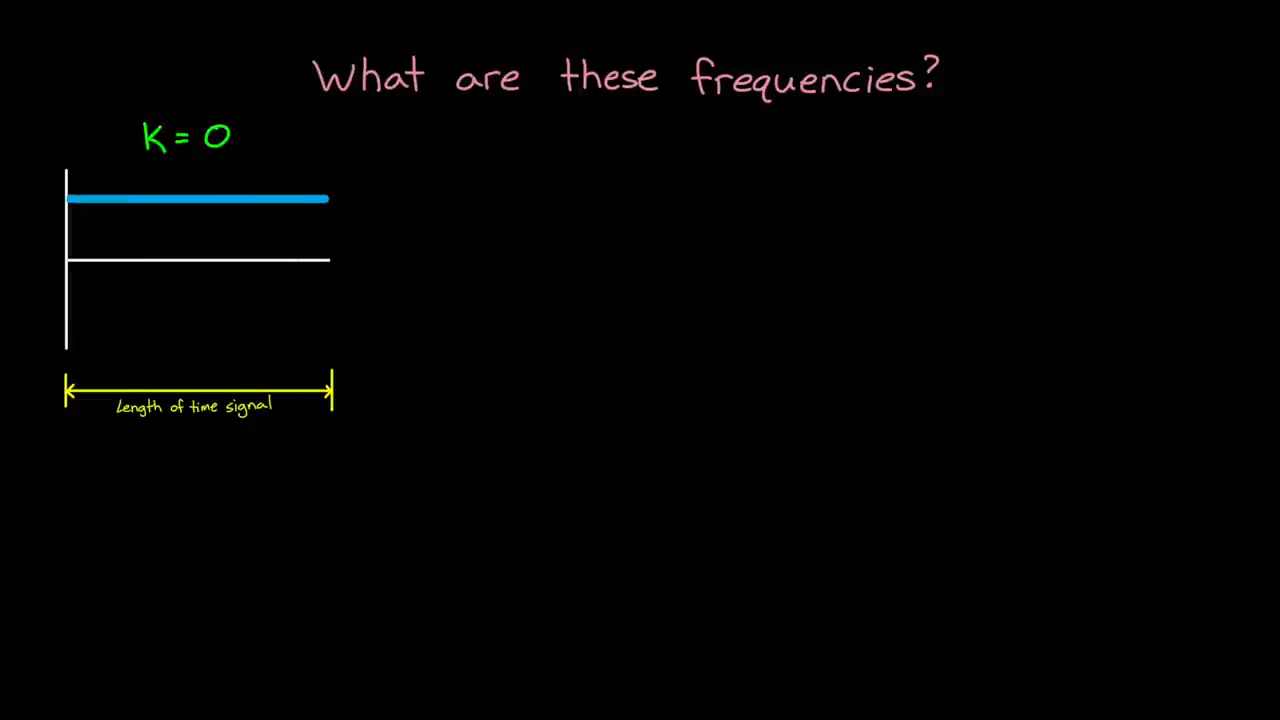 What are these frequencies?
K = 0
Length of time signal